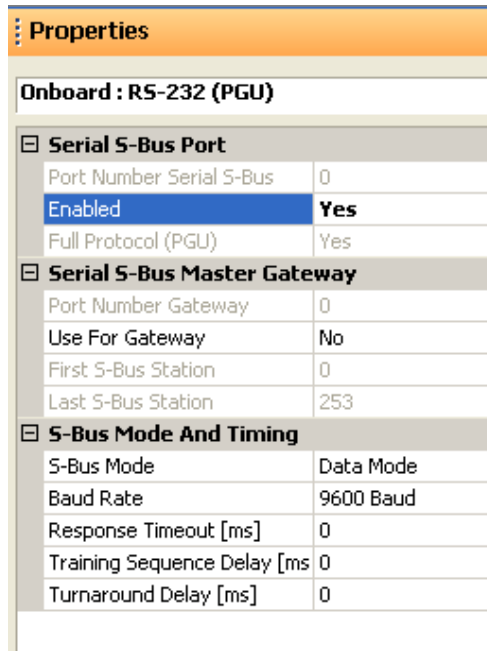 Properties
Onboard : RS-232 (PGU)
Serial S-Bus Port
Port Number Serial S-Bus 0
Enabled Yes
Full Protocol (PGU) Yes
Serial S-Bus Master Gateway
Port Number Gateway 0
Use For Gateway No
First S-Bus Station 0
Last S-Bus Station 253
S-Bus Mode And Timing
S-Bus Mode Data Mode
Baud Rate 9600 Baud
Response Timeout [ms] 0
Training Sequence Delay [ms 0
Turnaround Delay [ms] 0